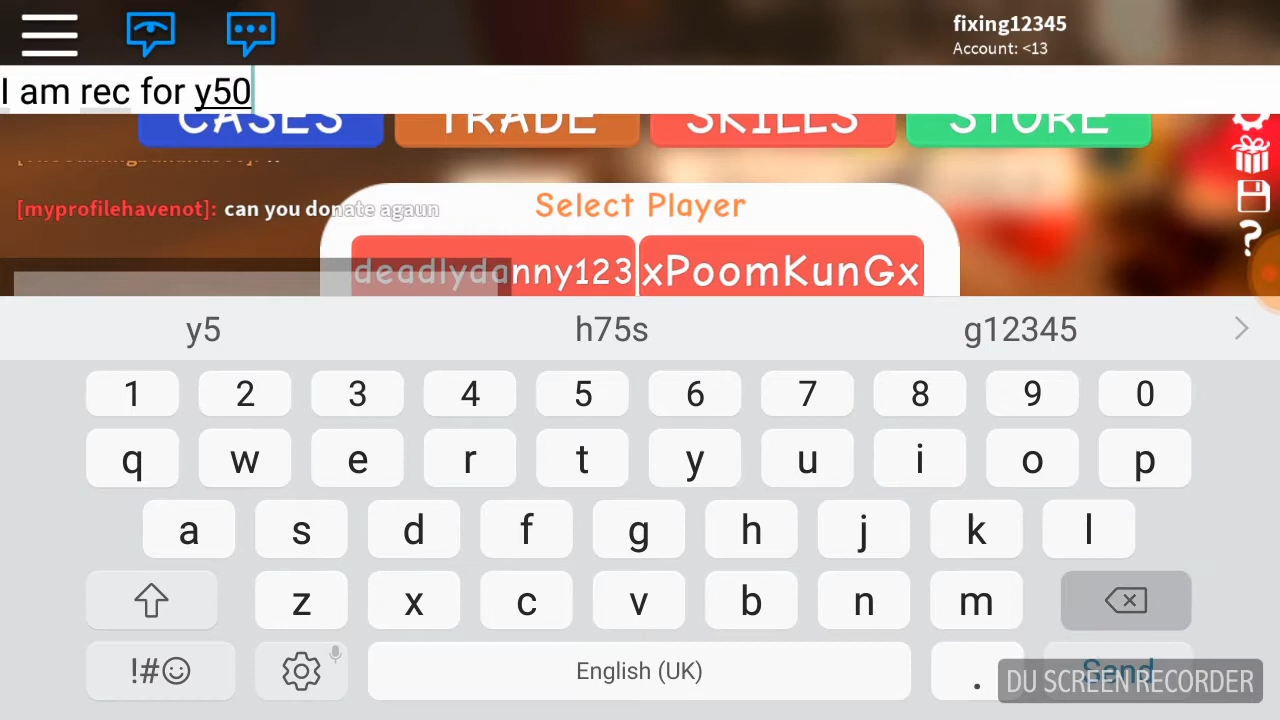 fixing12345
Account: <13
I am rec for y50
CASES TRADE SKILLS STORE
[myprofilehavenot]: can you donate agaun
Select Player
deadlydanny123 xPoomKunGx
y5 h75s g12345
1 2 3 4 5 6 7 8 9 0
q w e r t y u i o p
a s d f g h j k l
z x c v b n m
!#☺ English (UK) . Send
DU SCREEN RECORDER